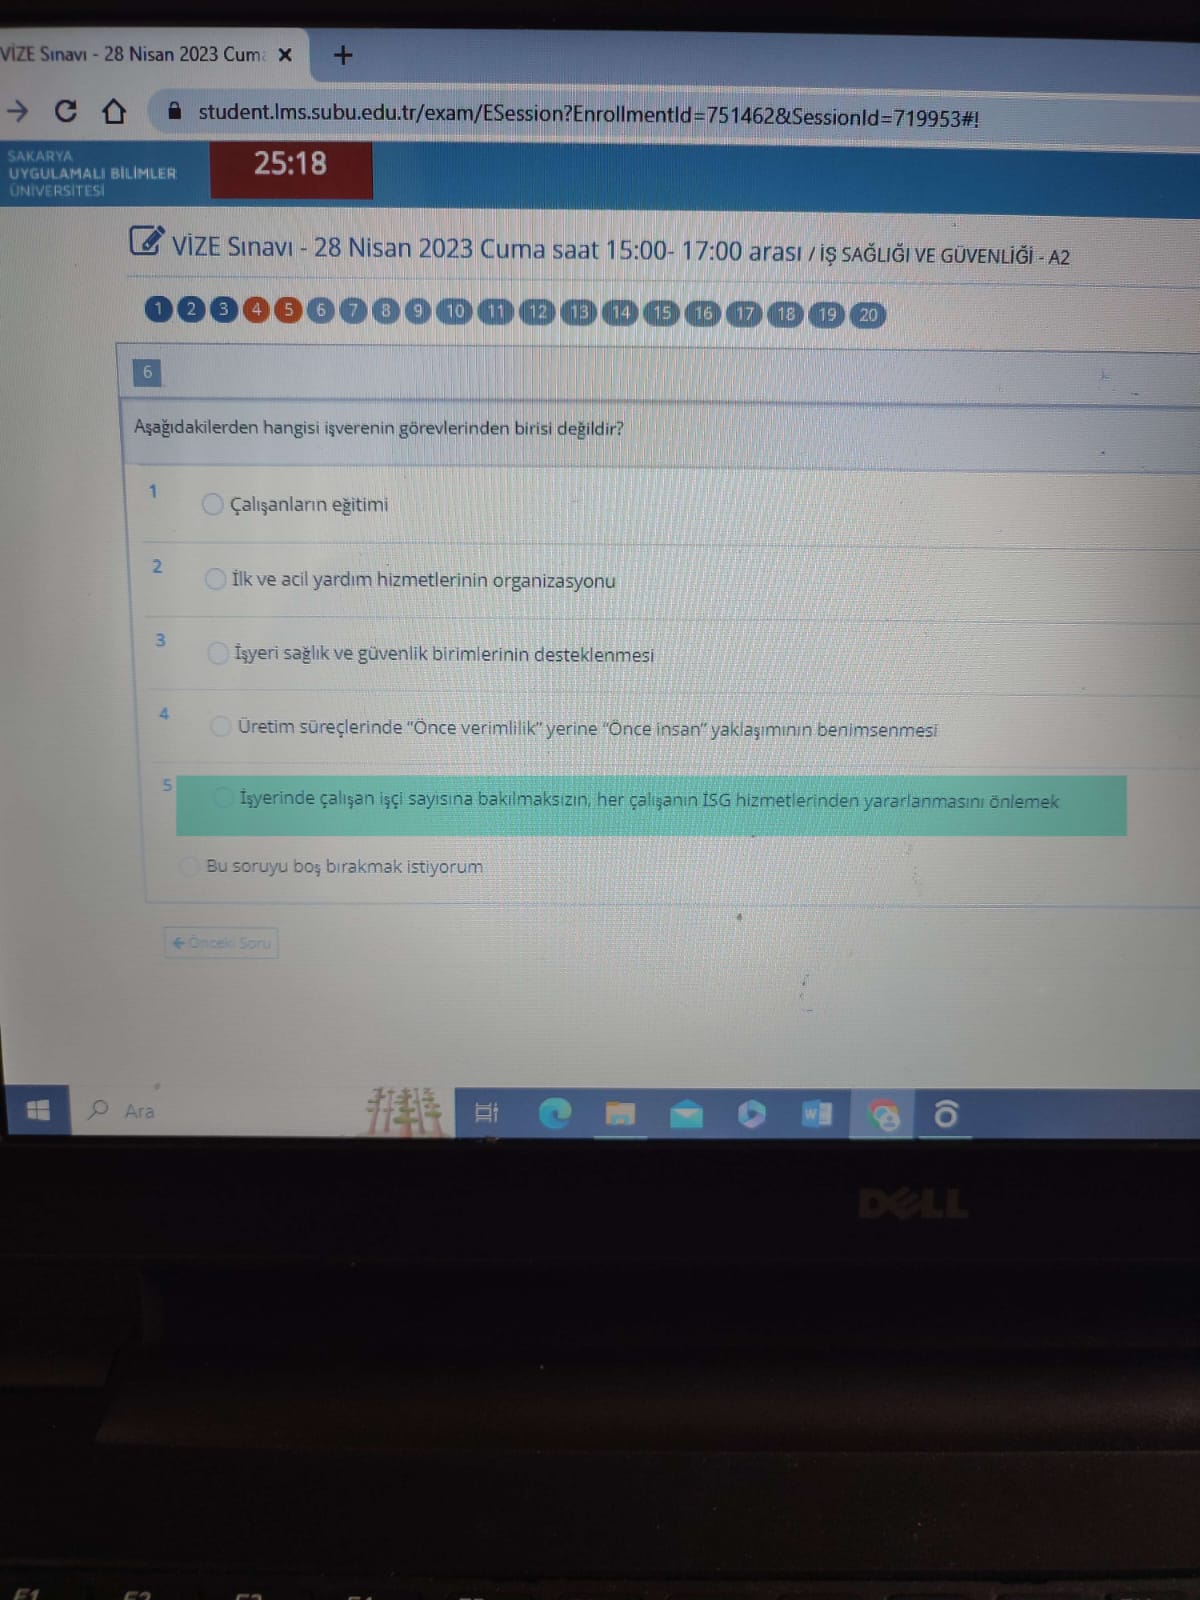 VİZE Sınavı - 28 Nisan 2023 Cuma
student.lms.subu.edu.tr/exam/ESession?EnrollmentId=751462&SessionId=719953#!
SAKARYA
UYGULAMALI BİLİMLER
ÜNİVERSİTESİ
25:18
VİZE Sınavı - 28 Nisan 2023 Cuma saat 15:00- 17:00 arası / İŞ SAĞLIĞI VE GÜVENLİĞİ - A2
1 2 3 4 5 6 7 8 9 10 11 12 13 14 15 16 17 18 19 20
6
Aşağıdakilerden hangisi işverenin görevlerinden birisi değildir?
1 Çalışanların eğitimi
2 İlk ve acil yardım hizmetlerinin organizasyonu
3 İşyeri sağlık ve güvenlik birimlerinin desteklenmesi
4 Üretim süreçlerinde "Önce verimlilik" yerine "Önce insan" yaklaşımının benimsenmesi
5 İşyerinde çalışan işçi sayısına bakılmaksızın, her çalışanın İSG hizmetlerinden yararlanmasını önlemek
Bu soruyu boş bırakmak istiyorum
Önceki Soru
Ara
DELL